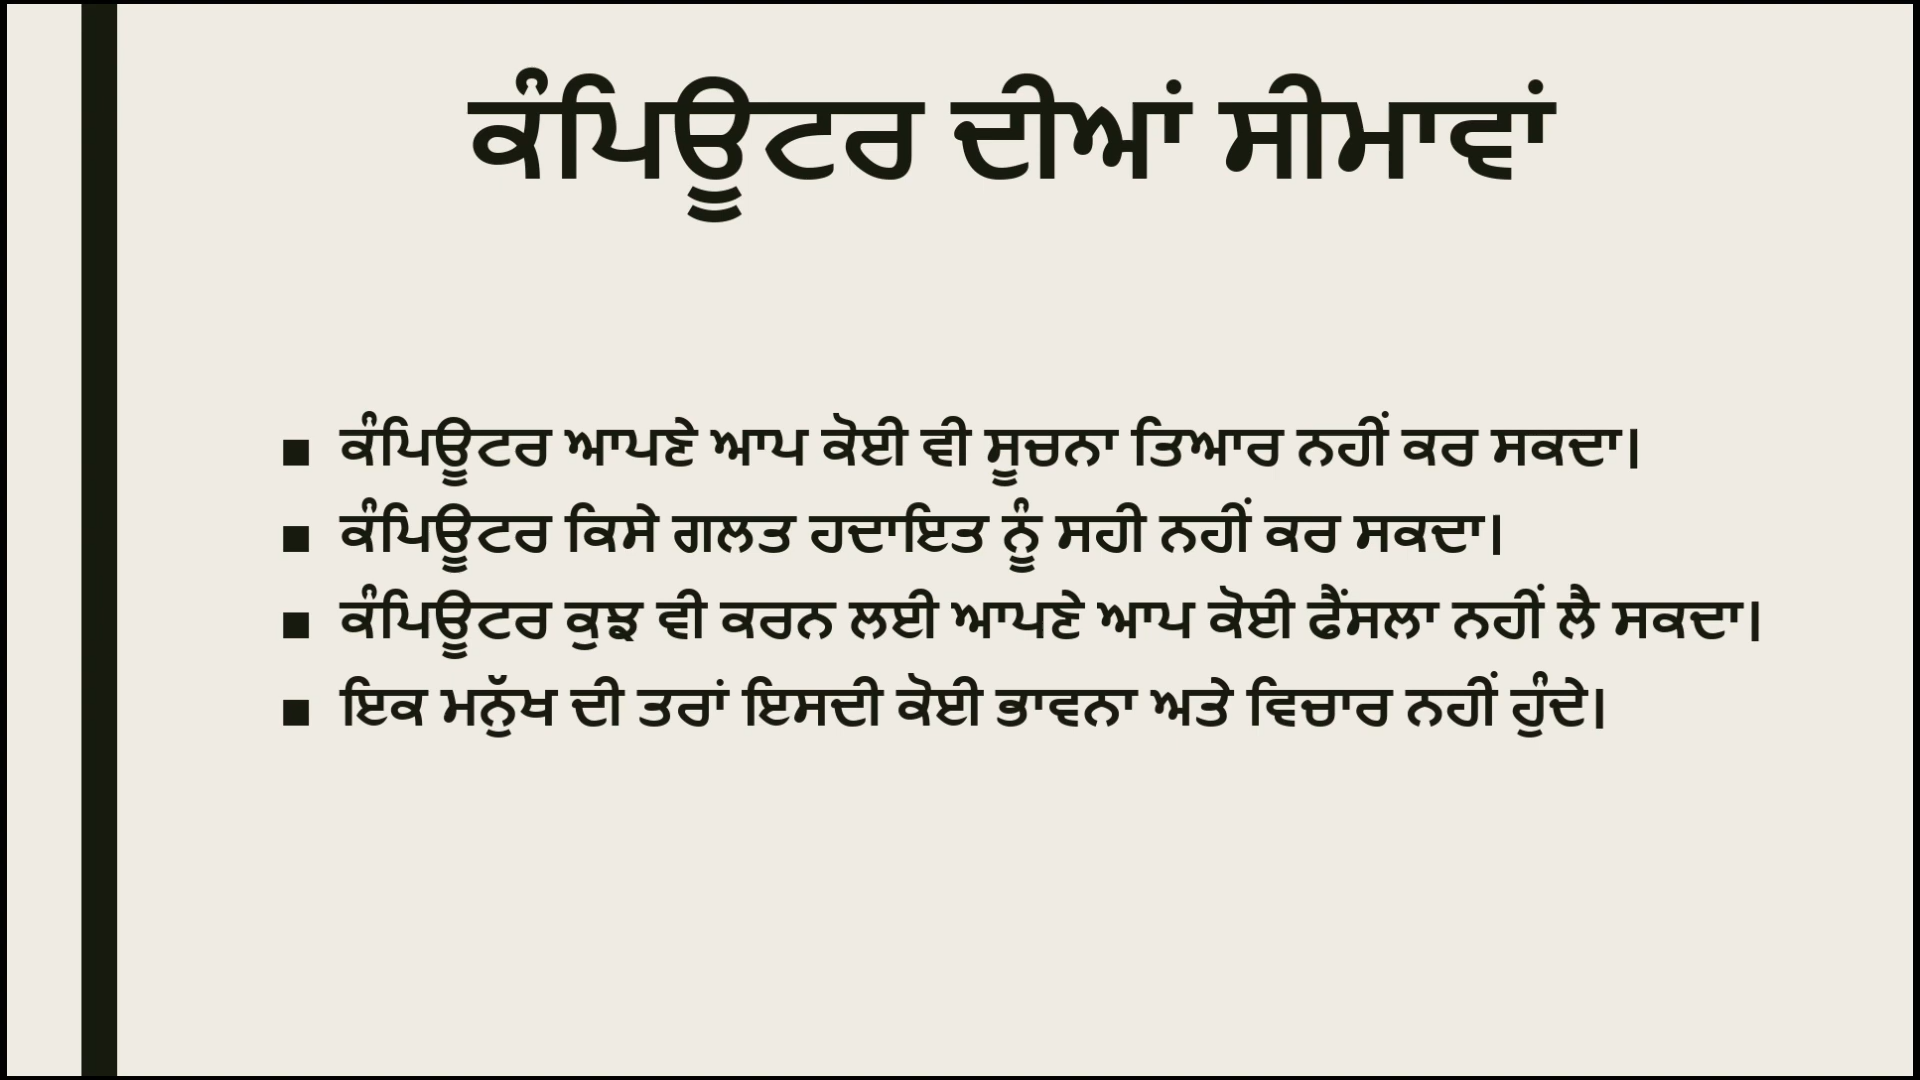 ਕੰਪਿਊਟਰ ਦੀਆਂ ਸੀਮਾਵਾਂ
▪ ਕੰਪਿਊਟਰ ਆਪਣੇ ਆਪ ਕੋਈ ਵੀ ਸੂਚਨਾ ਤਿਆਰ ਨਹੀਂ ਕਰ ਸਕਦਾ।
▪ ਕੰਪਿਊਟਰ ਕਿਸੇ ਗਲਤ ਹਦਾਇਤ ਨੂੰ ਸਹੀ ਨਹੀਂ ਕਰ ਸਕਦਾ।
▪ ਕੰਪਿਊਟਰ ਕੁਝ ਵੀ ਕਰਨ ਲਈ ਆਪਣੇ ਆਪ ਕੋਈ ਫੈਂਸਲਾ ਨਹੀਂ ਲੈ ਸਕਦਾ।
▪ ਇਕ ਮਨੁੱਖ ਦੀ ਤਰਾਂ ਇਸਦੀ ਕੋਈ ਭਾਵਨਾ ਅਤੇ ਵਿਚਾਰ ਨਹੀਂ ਹੁੰਦੇ।